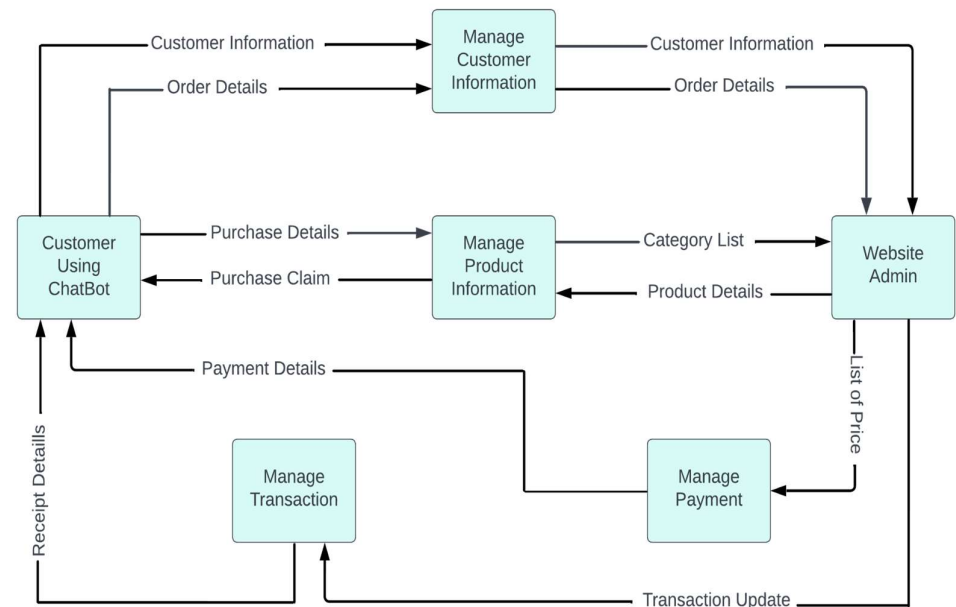 Customer Information
Manage
Customer
Information
Customer Information
Order Details
Order Details
Customer
Using
ChatBot
Purchase Details
Purchase Claim
Manage
Product
Information
Category List
Product Details
Website
Admin
Payment Details
List of Price
Receipt Detaills
Manage
Transaction
Manage
Payment
Transaction Update